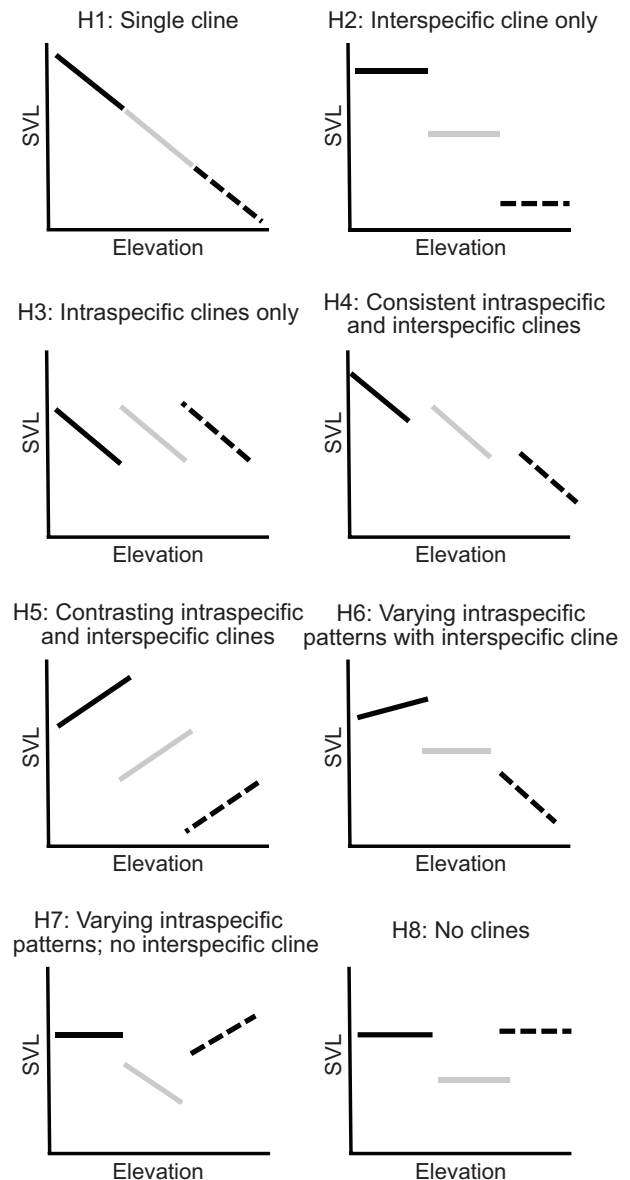 H1: Single cline
SVL
Elevation
H2: Interspecific cline only
SVL
Elevation
H3: Intraspecific clines only
SVL
Elevation
H4: Consistent intraspecific
and interspecific clines
SVL
Elevation
H5: Contrasting intraspecific
and interspecific clines
SVL
Elevation
H6: Varying intraspecific
patterns with interspecific cline
SVL
Elevation
H7: Varying intraspecific
patterns; no interspecific cline
SVL
Elevation
H8: No clines
SVL
Elevation